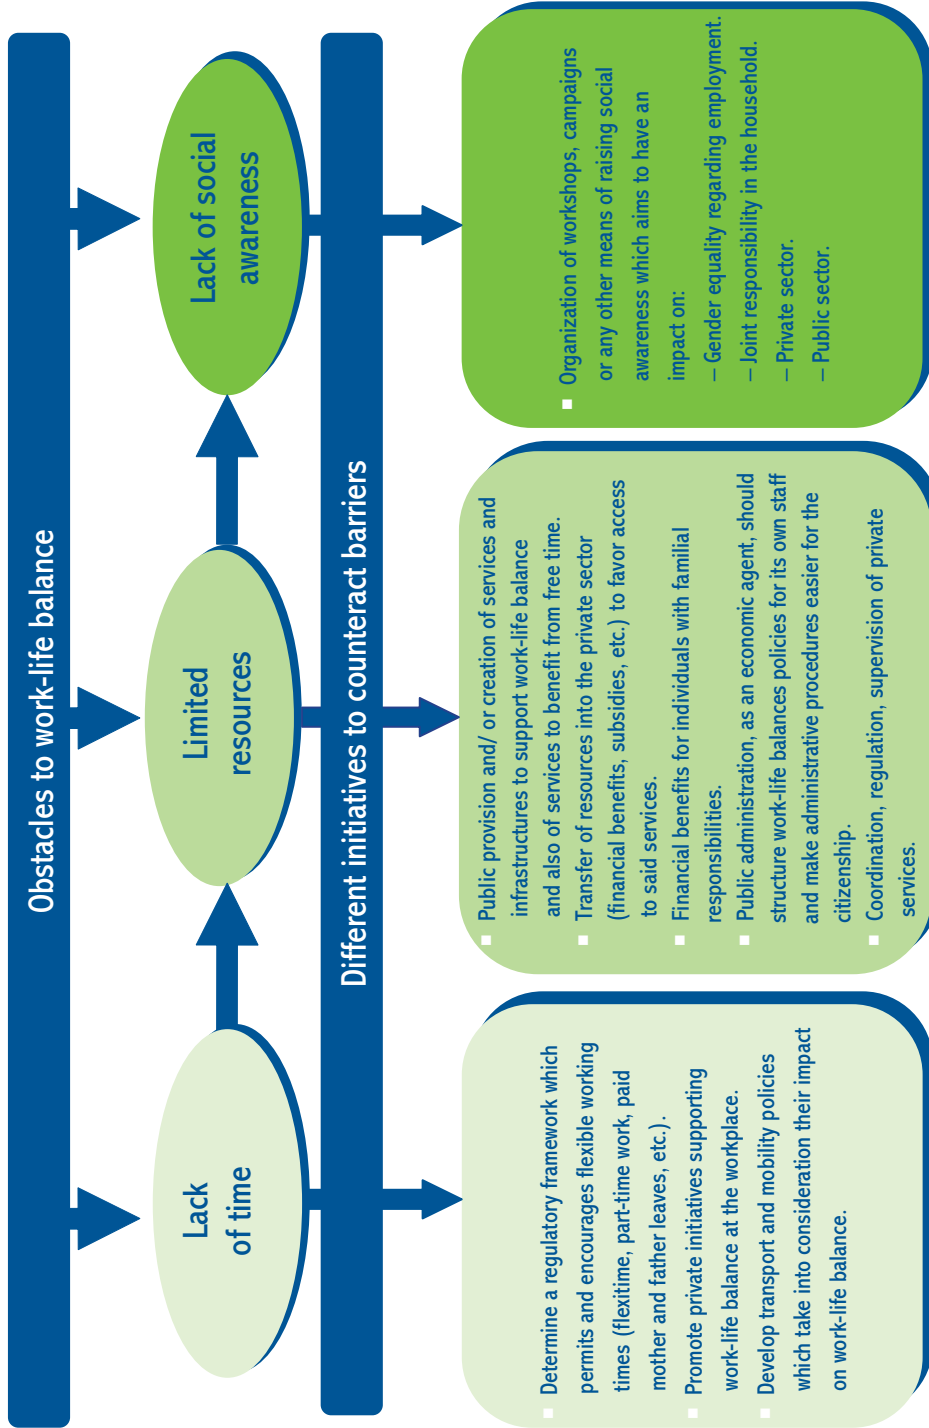 Obstacles to work-life balance
Lack
of time
Limited
resources
Lack of social
awareness
Different initiatives to counteract barriers
▪ Determine a regulatory framework which
permits and encourages flexible working
times (flexitime, part-time work, paid
mother and father leaves, etc.).
▪ Promote private initiatives supporting
work-life balance at the workplace.
▪ Develop transport and mobility policies
which take into consideration their impact
on work-life balance.
▪ Public provision and/ or creation of services and
infrastructures to support work-life balance
and also of services to benefit from free time.
▪ Transfer of resources into the private sector
(financial benefits, subsidies, etc.) to favor access
to said services.
▪ Financial benefits for individuals with familial
responsibilities.
▪ Public administration, as an economic agent, should
structure work-life balances policies for its own staff
and make administrative procedures easier for the
citizenship.
▪ Coordination, regulation, supervision of private
services.
▪ Organization of workshops, campaigns
or any other means of raising social
awareness which aims to have an
impact on:
– Gender equality regarding employment.
– Joint responsibility in the household.
– Private sector.
– Public sector.